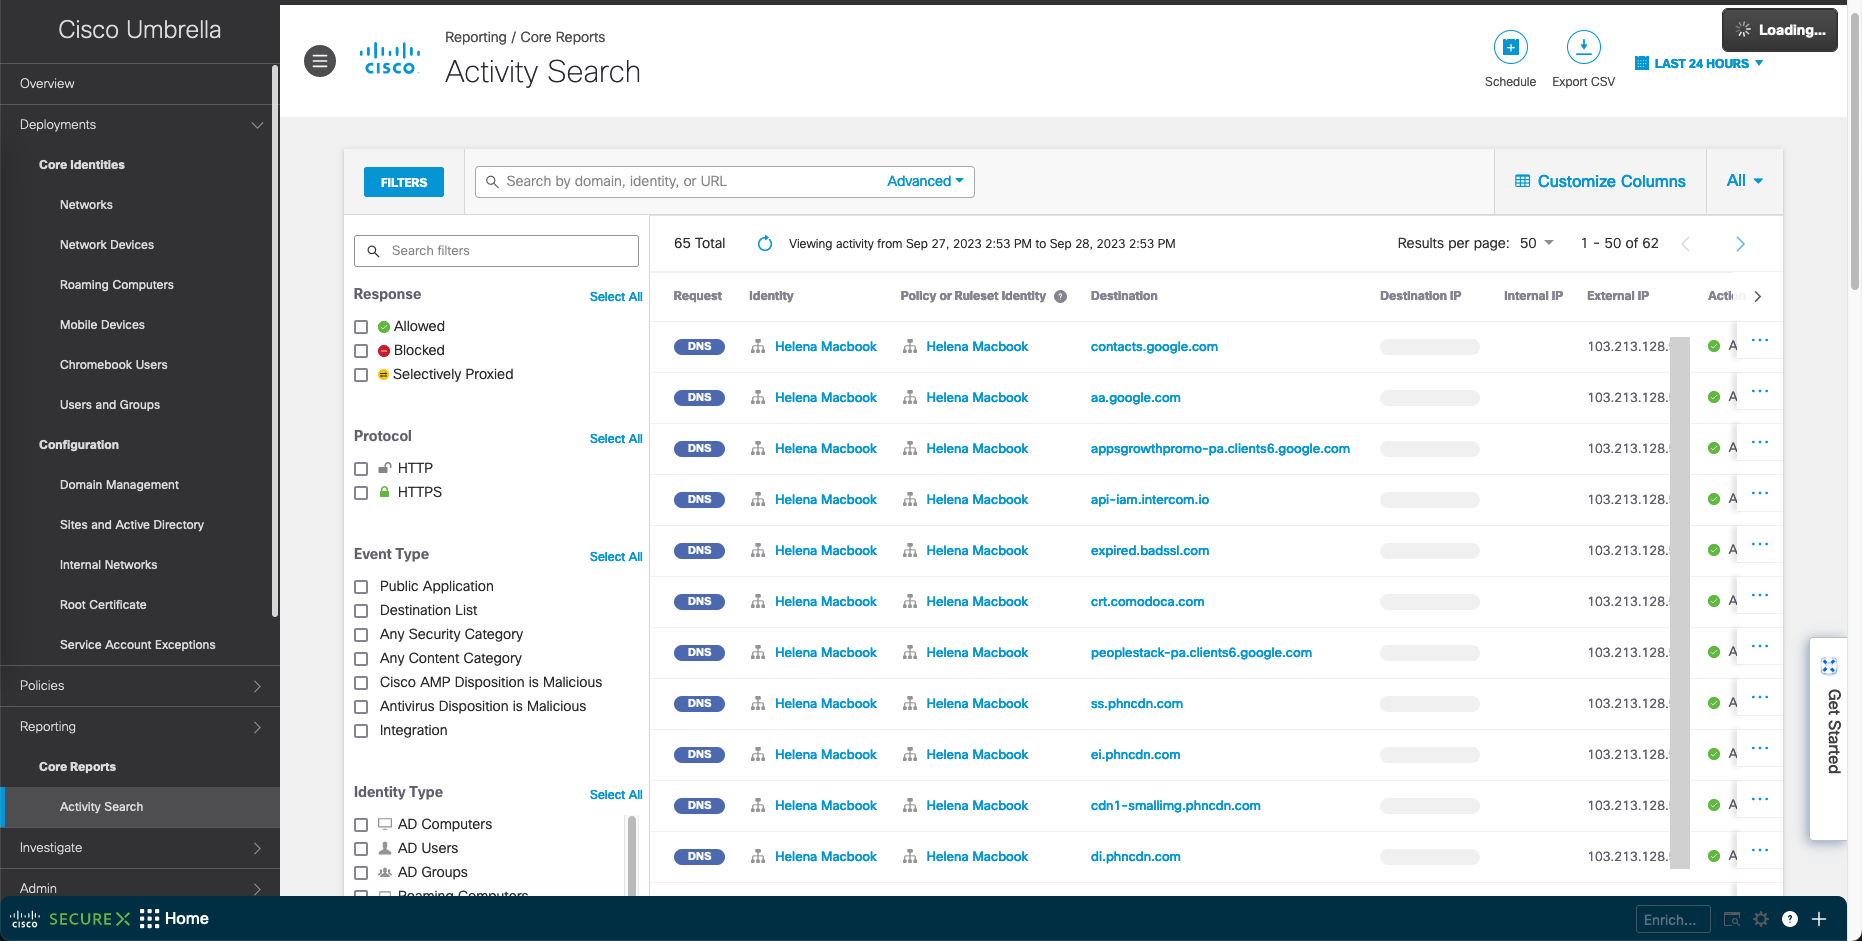 Cisco Umbrella
Overview
Deployments
Core Identities
Networks
Network Devices
Roaming Computers
Mobile Devices
Chromebook Users
Users and Groups
Configuration
Domain Management
Sites and Active Directory
Internal Networks
Root Certificate
Service Account Exceptions
Policies
Reporting
Core Reports
Activity Search
Investigate
Admin
CISCO
Reporting / Core Reports
Activity Search
Schedule
Export CSV
LAST 24 HOURS
Loading...
FILTERS
Search by domain, identity, or URL
Advanced
Customize Columns
All
Search filters
Response Select All
Allowed
Blocked
Selectively Proxied
Protocol Select All
HTTP
HTTPS
Event Type Select All
Public Application
Destination List
Any Security Category
Any Content Category
Cisco AMP Disposition is Malicious
Antivirus Disposition is Malicious
Integration
Identity Type Select All
AD Computers
AD Users
AD Groups
Roaming Computers
65 Total Viewing activity from Sep 27, 2023 2:53 PM to Sep 28, 2023 2:53 PM Results per page: 50 1 - 50 of 62
Request Identity Policy or Ruleset Identity ? Destination Destination IP Internal IP External IP Actio
DNS Helena Macbook Helena Macbook contacts.google.com 103.213.128. A ...
DNS Helena Macbook Helena Macbook aa.google.com 103.213.128. A ...
DNS Helena Macbook Helena Macbook appsgrowthpromo-pa.clients6.google.com 103.213.128. A ...
DNS Helena Macbook Helena Macbook api-iam.intercom.io 103.213.128. A ...
DNS Helena Macbook Helena Macbook expired.badssl.com 103.213.128. A ...
DNS Helena Macbook Helena Macbook crt.comodoca.com 103.213.128. A ...
DNS Helena Macbook Helena Macbook peoplestack-pa.clients6.google.com 103.213.128. A ...
DNS Helena Macbook Helena Macbook ss.phncdn.com 103.213.128. A ...
DNS Helena Macbook Helena Macbook ei.phncdn.com 103.213.128. A ...
DNS Helena Macbook Helena Macbook cdn1-smallimg.phncdn.com 103.213.128. A ...
DNS Helena Macbook Helena Macbook di.phncdn.com 103.213.128. A ...
Get Started
CISCO SECUREX Home
Enrich...
?